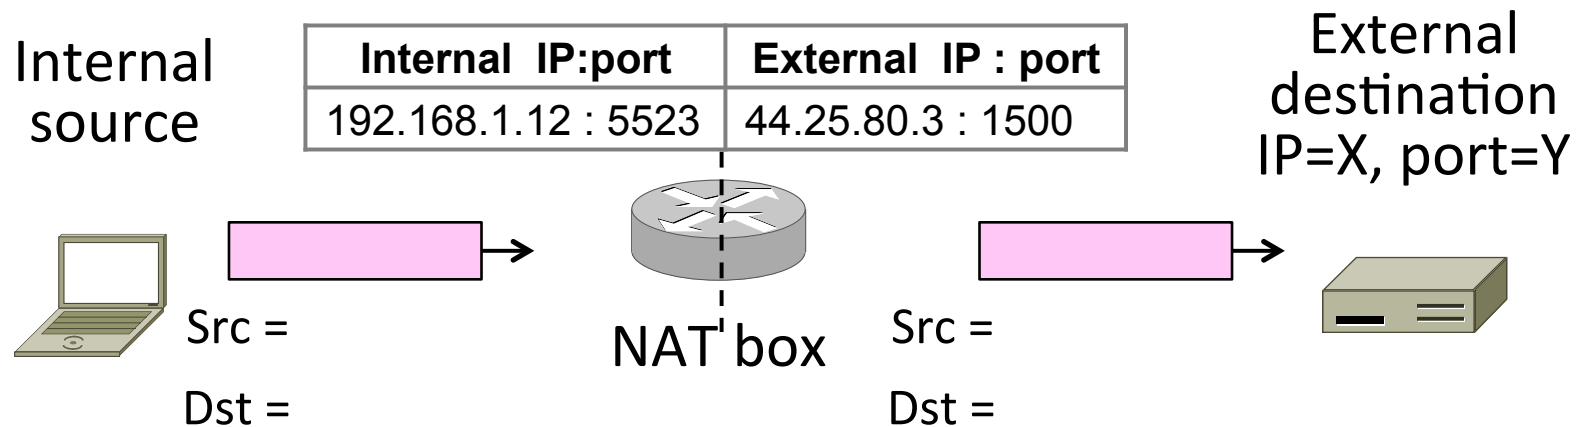 Internal
source
Internal IP:port
External IP : port
192.168.1.12 : 5523
44.25.80.3 : 1500
External
destination
IP=X, port=Y
Src =
Dst =
NAT box
Src =
Dst =